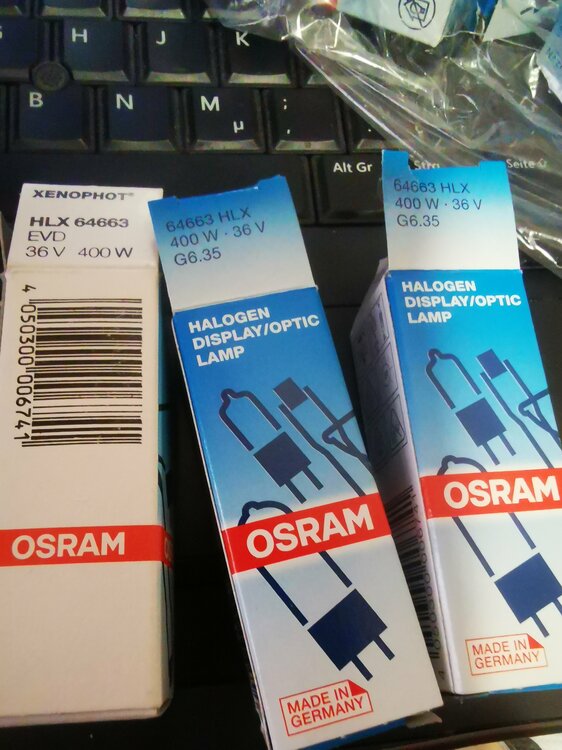 G
H
J
K
B
N
M
;
µ
,
Alt Gr
Strg
Seite
XENOPHOT®
HLX 64663
EVD
36 V 400 W
4 050300 006741
OSRAM
64663 HLX
400 W · 36 V
G6.35
HALOGEN
DISPLAY/OPTIC
LAMP
OSRAM
MADE IN
GERMANY
64663 HLX
400 W · 36 V
G6.35
HALOGEN
DISPLAY/OPTIC
LAMP
OSRAM
MADE IN
GERMANY